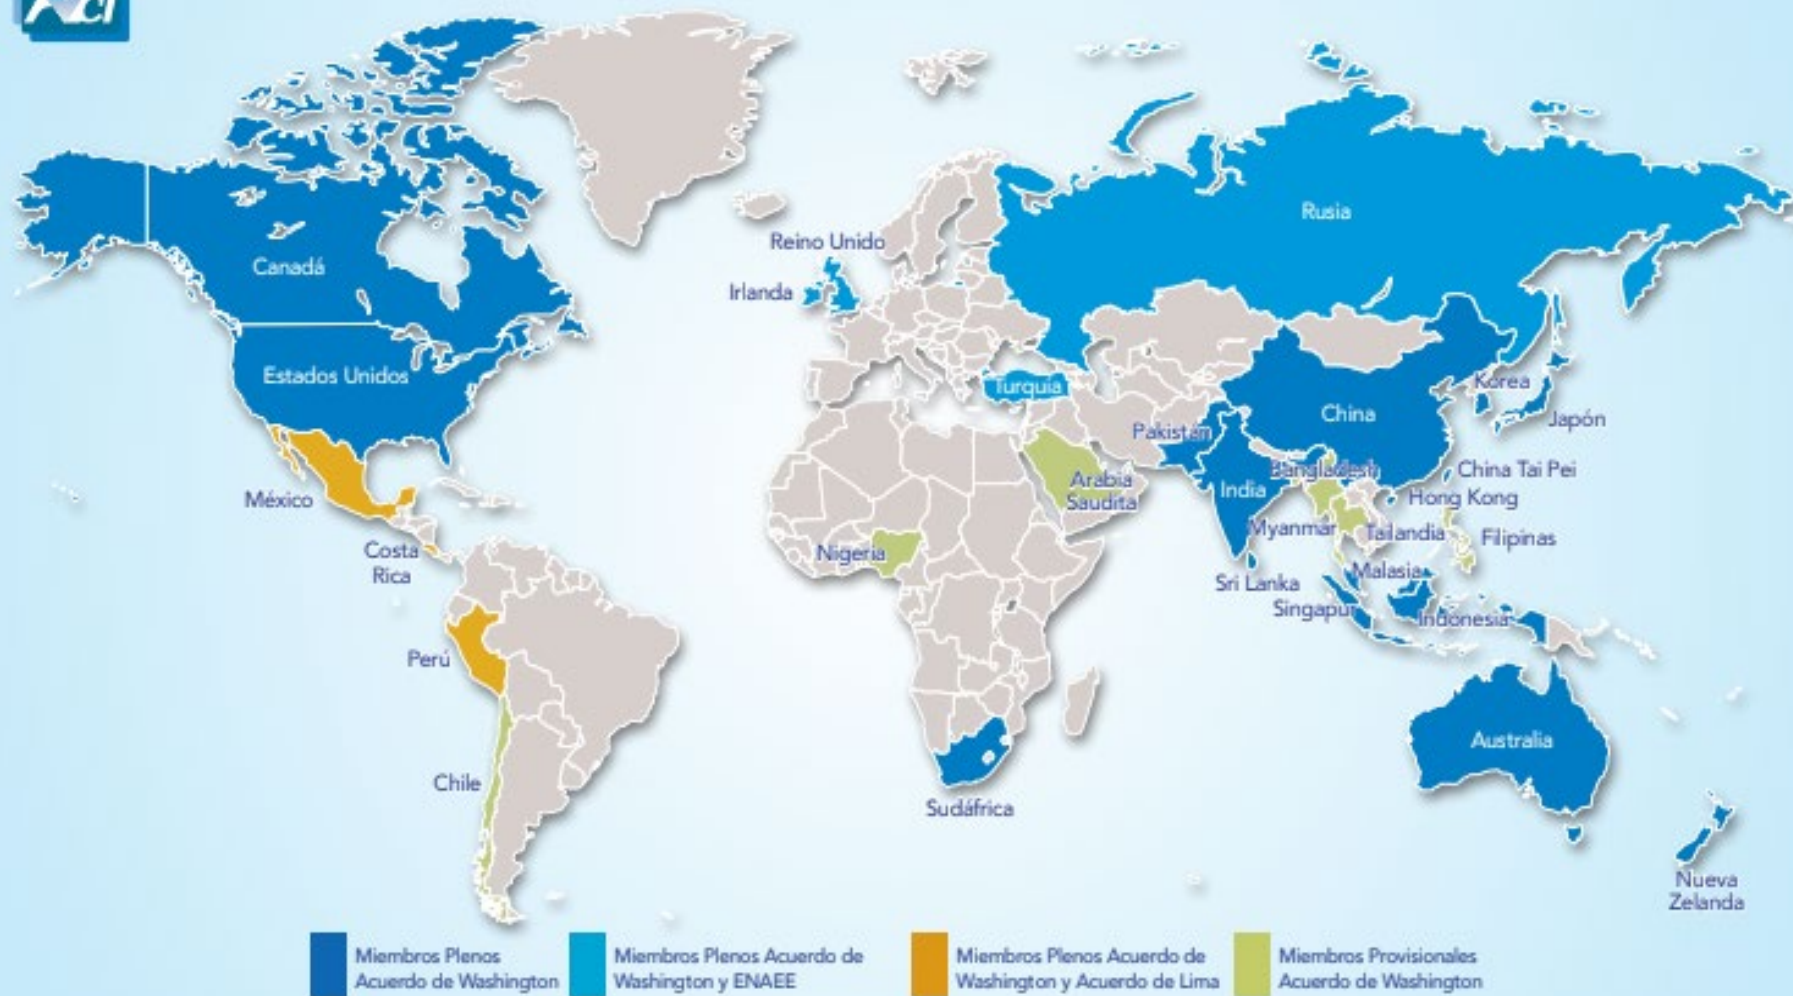 Canadá
Estados Unidos
México
Costa
Rica
Perú
Chile
Reino Unido
Irlanda
Rusia
Turquía
Nigeria
Sudáfrica
Arabia
Saudita
Pakistán
India
Bangladesh
China
Korea
Japón
China Tai Pei
Hong Kong
Myanmar
Tailandia
Filipinas
Sri Lanka
Malasia
Singapur
Indonesia
Australia
Nueva
Zelanda
Miembros Plenos
Acuerdo de Washington
Miembros Plenos Acuerdo de
Washington y ENAEE
Miembros Plenos Acuerdo de
Washington y Acuerdo de Lima
Miembros Provisionales
Acuerdo de Washington